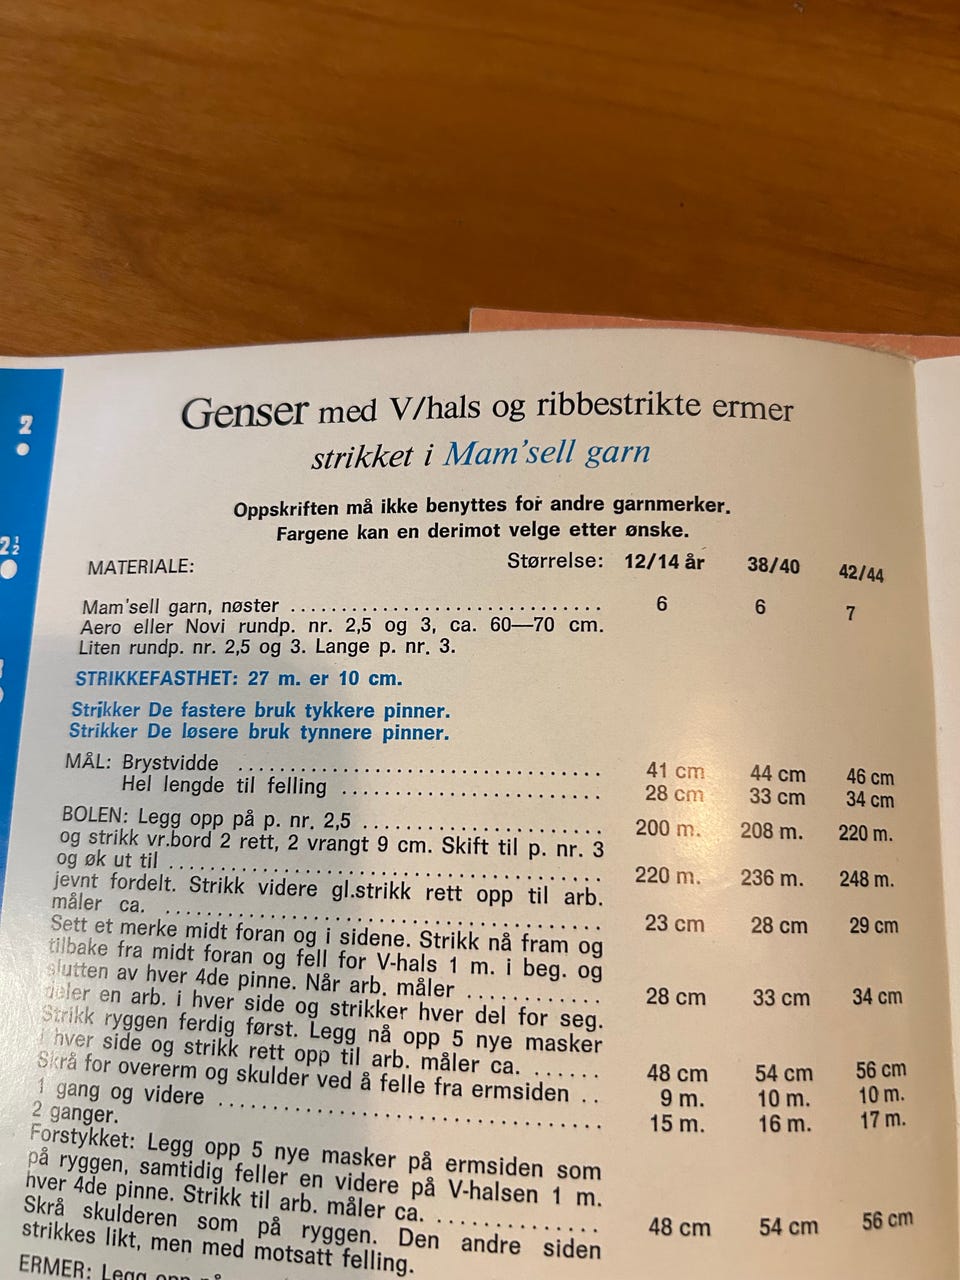 Genser med V/hals og ribbestrikte ermer
strikket i Mam'sell garn
Oppskriften må ikke benyttes for andre garnmerker.
Fargene kan en derimot velge etter ønske.
MATERIALE: Størrelse: 12/14 år 38/40 42/44
Mam'sell garn, nøster .............................. 6 6 7
Aero eller Novi rundp. nr. 2,5 og 3, ca. 60—70 cm.
Liten rundp. nr. 2,5 og 3. Lange p. nr. 3.
STRIKKEFASTHET: 27 m. er 10 cm.
Strikker De fastere bruk tykkere pinner.
Strikker De løsere bruk tynnere pinner.
MÅL: Brystvidde .................................. 41 cm 44 cm 46 cm
Hel lengde til felling ........................ 28 cm 33 cm 34 cm
BOLEN: Legg opp på p. nr. 2,5 ...................... 200 m. 208 m. 220 m.
og strikk vr.bord 2 rett, 2 vrangt 9 cm. Skift til p. nr. 3
og øk ut til ........................................ 220 m. 236 m. 248 m.
jevnt fordelt. Strikk videre gl.strikk rett opp til arb.
måler ca. ........................................ 23 cm 28 cm 29 cm
Sett et merke midt foran og i sidene. Strikk nå fram og
tilbake fra midt foran og fell for V-hals 1 m. i beg. og
slutten av hver 4de pinne. Når arb. måler ............ 28 cm 33 cm 34 cm
deler en arb. i hver side og strikker hver del for seg.
Strikk ryggen ferdig først. Legg nå opp 5 nye masker
i hver side og strikk rett opp til arb. måler ca. ...... 48 cm 54 cm 56 cm
Skrå for overerm og skulder ved å felle fra ermsiden .. 9 m. 10 m. 10 m.
1 gang og videre .................................. 15 m. 16 m. 17 m.
2 ganger.
Forstykket: Legg opp 5 nye masker på ermsiden som
på ryggen, samtidig feller en videre på V-halsen 1 m.
hver 4de pinne. Strikk til arb. måler ca. .............. 48 cm 54 cm 56 cm
Skrå skulderen som på ryggen. Den andre siden
strikkes likt, men med motsatt felling.
ERMER: Legg opp på
2
2½